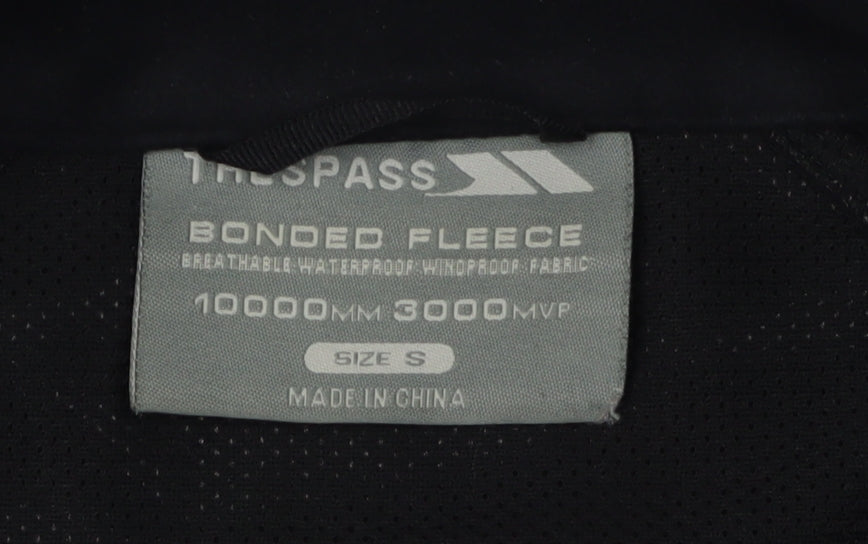 TRESPASS
BONDED FLEECE
BREATHABLE WATERPROOF WINDPROOF FABRIC
10000MM 3000MVP
SIZE S
MADE IN CHINA